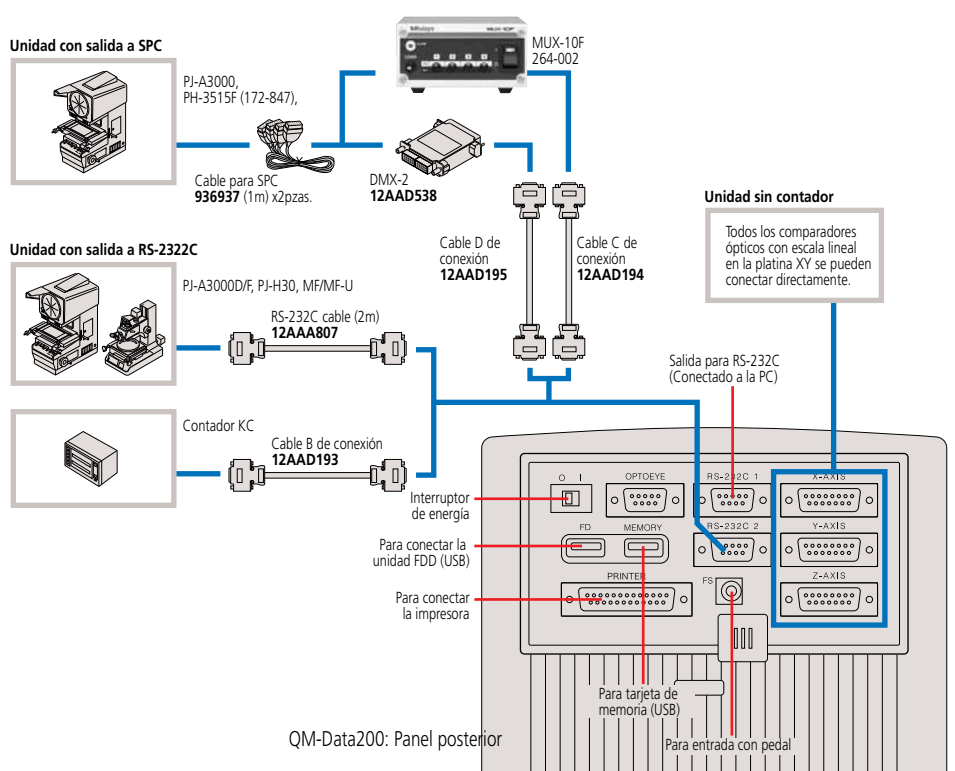 Unidad con salida a SPC
PJ-A3000,
PH-3515F (172-847),
Cable para SPC
936937 (1m) x2pzas.
Mitutoyo
MUX-10F
MUX-10F
264-002
DMX-2
12AAD538
Cable D de
conexión
12AAD195
Cable C de
conexión
12AAD194
Unidad sin contador
Todos los comparadores
ópticos con escala lineal
en la platina XY se pueden
conectar directamente.
Unidad con salida a RS-2322C
PJ-A3000D/F, PJ-H30, MF/MF-U
RS-232C cable (2m)
12AAA807
Contador KC
Cable B de conexión
12AAD193
Salida para RS-232C
(Conectado a la PC)
O I
OPTOEYE
RS-232C 1
X-AXIS
Interruptor
de energía
FD
MEMORY
RS-232C 2
Y-AXIS
Para conectar la
unidad FDD (USB)
PRINTER
FS
Z-AXIS
Para conectar
la impresora
Para tarjeta de
memoria (USB)
Para entrada con pedal
QM-Data200: Panel posterior